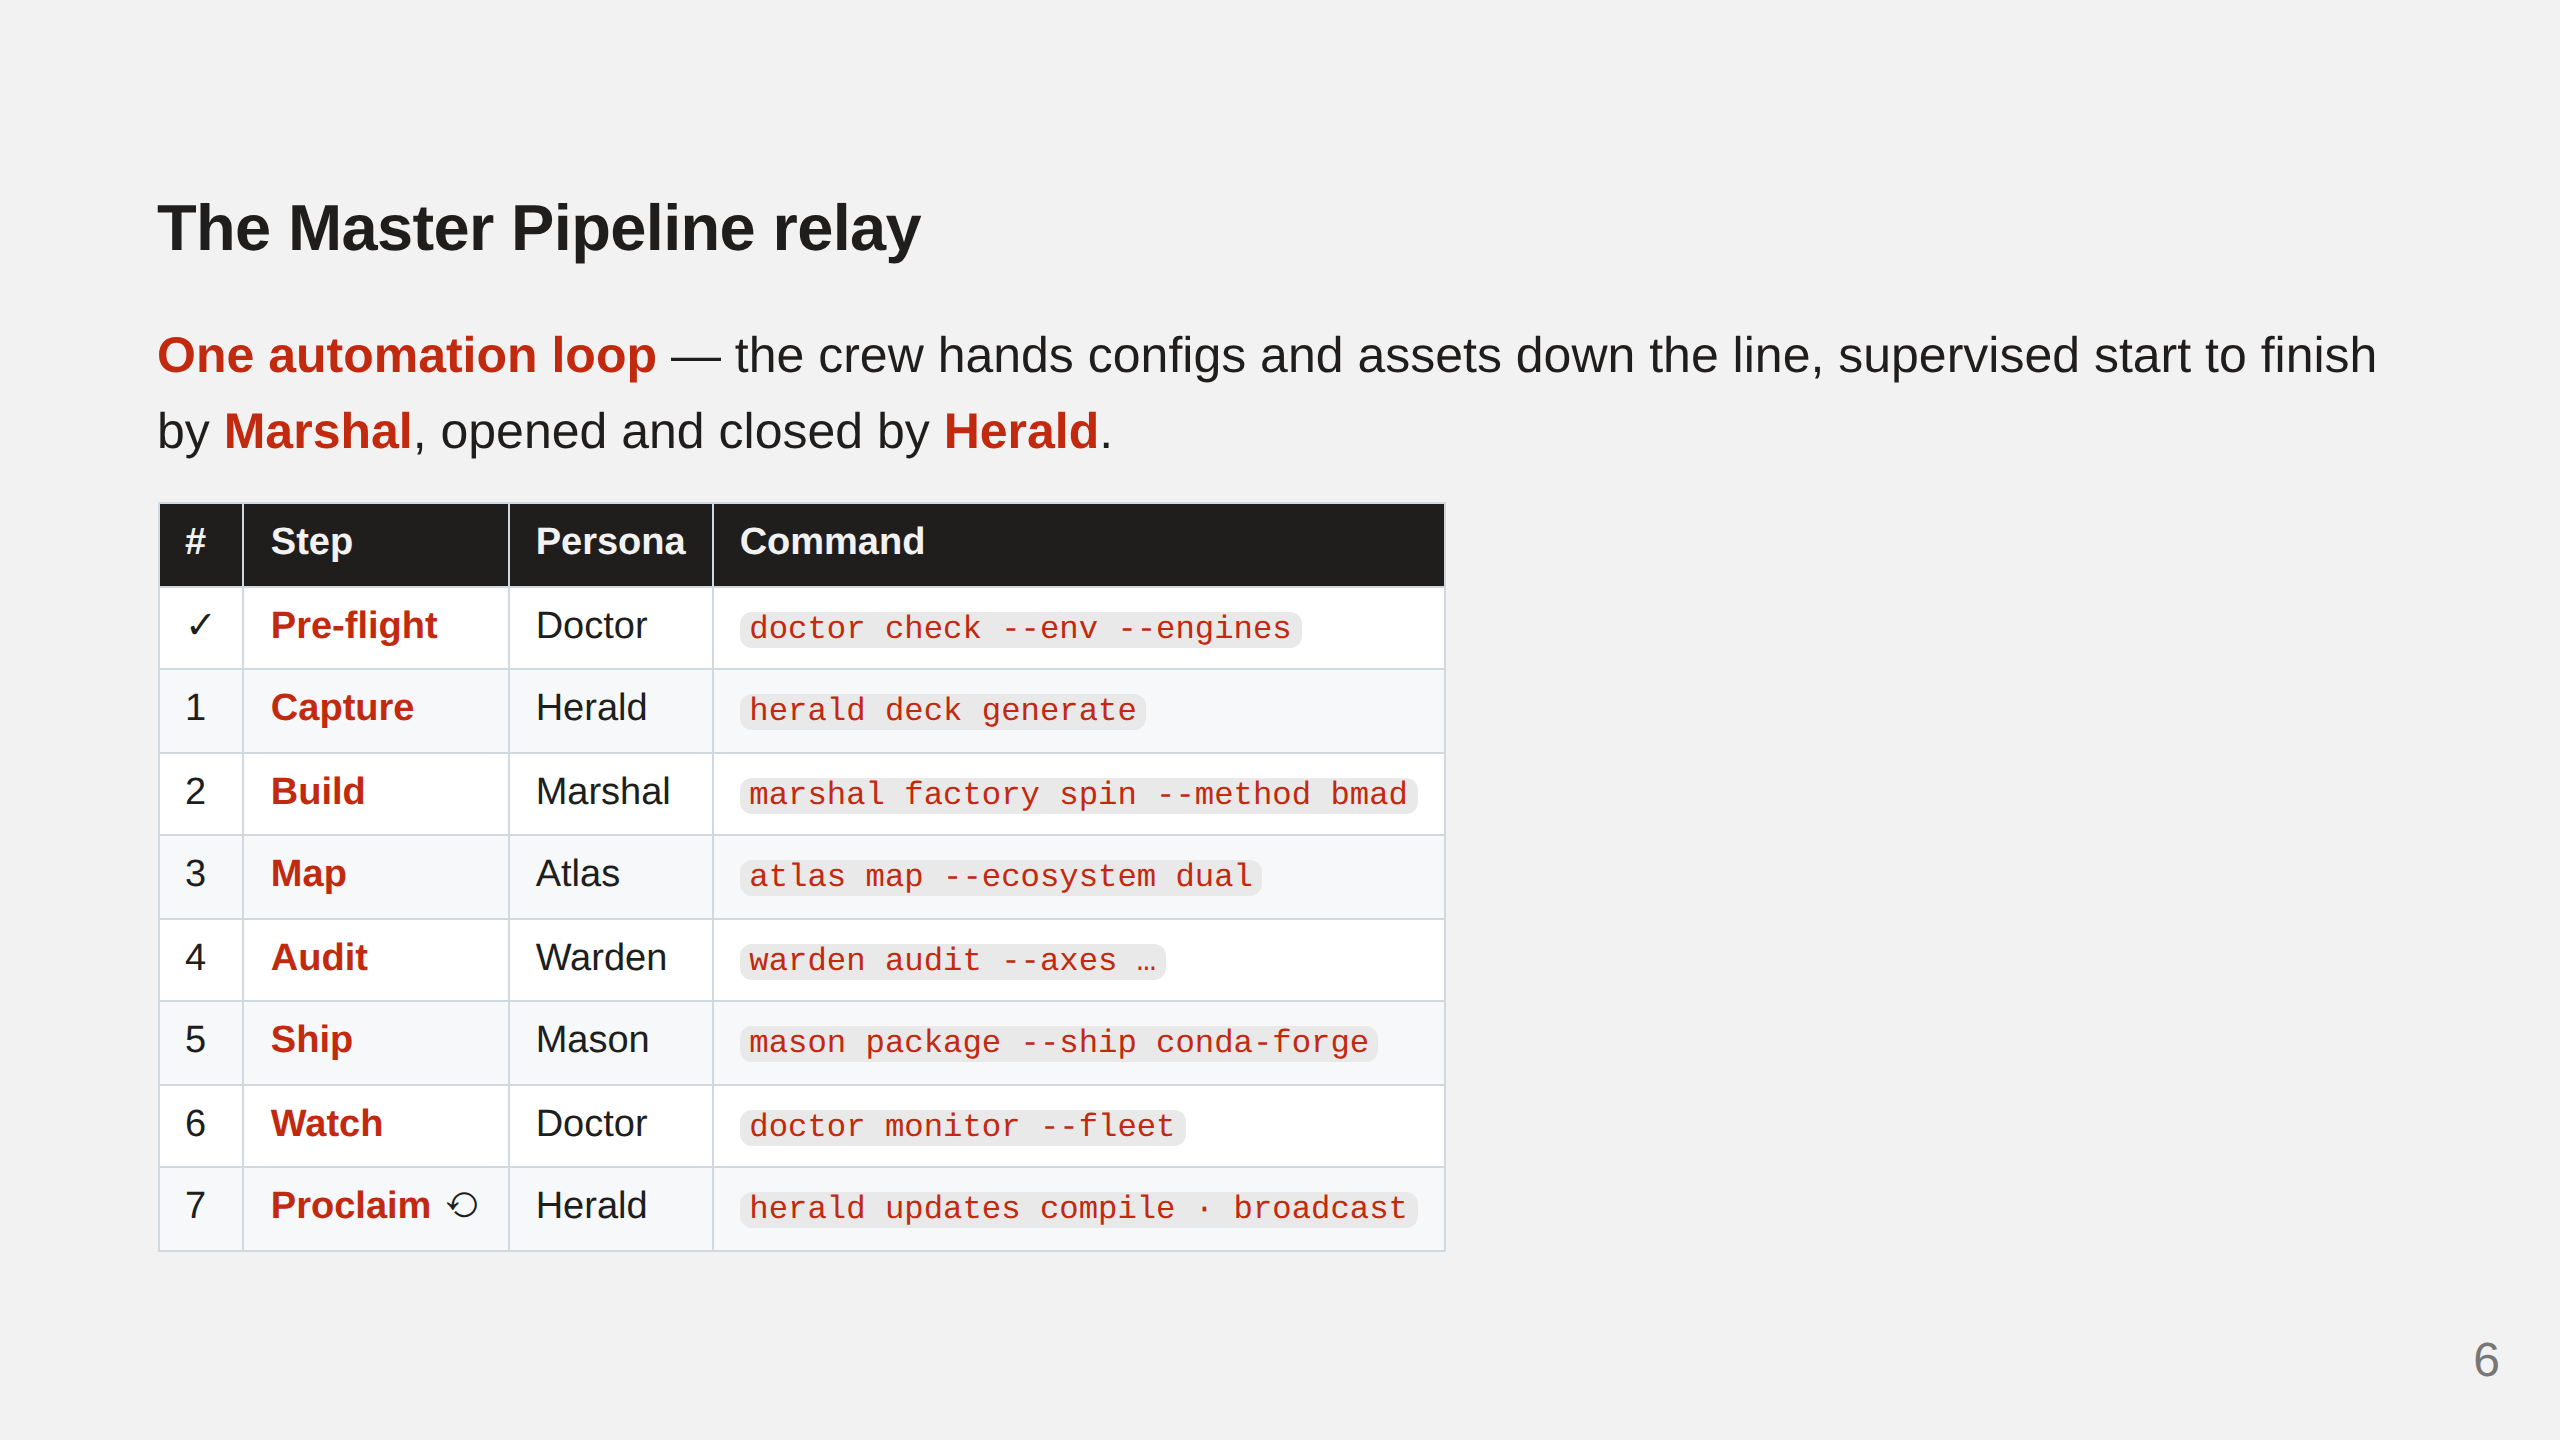 The Master Pipeline relay
One automation loop — the crew hands configs and assets down the line, supervised start to finish
by Marshal, opened and closed by Herald.
# Step Persona Command
✓ Pre-flight Doctor doctor check --env --engines
1 Capture Herald herald deck generate
2 Build Marshal marshal factory spin --method bmad
3 Map Atlas atlas map --ecosystem dual
4 Audit Warden warden audit --axes …
5 Ship Mason mason package --ship conda-forge
6 Watch Doctor doctor monitor --fleet
7 Proclaim ⟲ Herald herald updates compile · broadcast
6